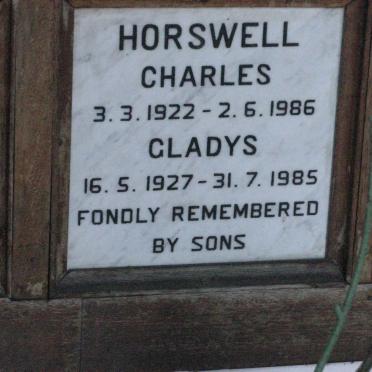 HORSWELL
CHARLES
3.3.1922 - 2.6.1986
GLADYS
16.5.1927 - 31.7.1985
FONDLY REMEMBERED
BY SONS